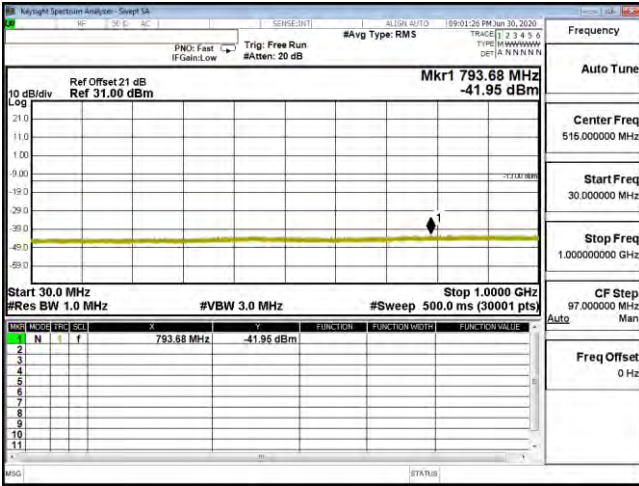 Keysight Spectrum Analyzer - Swept SA
RF 50 Ω AC SENSE:INT ALIGN AUTO 09:01:26 PM Jun 30, 2020
#Avg Type: RMS
TRACE 1 2 3 4 5 6
PNO: Fast Trig: Free Run
TYPE M WWWWW
IFGain:Low #Atten: 20 dB
DET A N N N N N
Frequency
Auto Tune
Mkr1 793.68 MHz
-41.95 dBm
Ref Offset 21 dB
10 dB/div Ref 31.00 dBm
Log
21.0
11.0
1.00
-9.00
-13.00 dBm
-19.0
-29.0
-39.0
-49.0
-59.0
1
Center Freq
515.000000 MHz
Start Freq
30.000000 MHz
Stop Freq
1.000000000 GHz
Start 30.0 MHz Stop 1.0000 GHz
#Res BW 1.0 MHz #VBW 3.0 MHz #Sweep 500.0 ms (30001 pts)
CF Step
97.000000 MHz
Auto Man
MKR MODE TRC SCL X Y FUNCTION FUNCTION WIDTH FUNCTION VALUE
1 N 1 f 793.68 MHz -41.95 dBm
2
3
4
5
6
7
8
9
10
11
Freq Offset
0 Hz
MSG STATUS